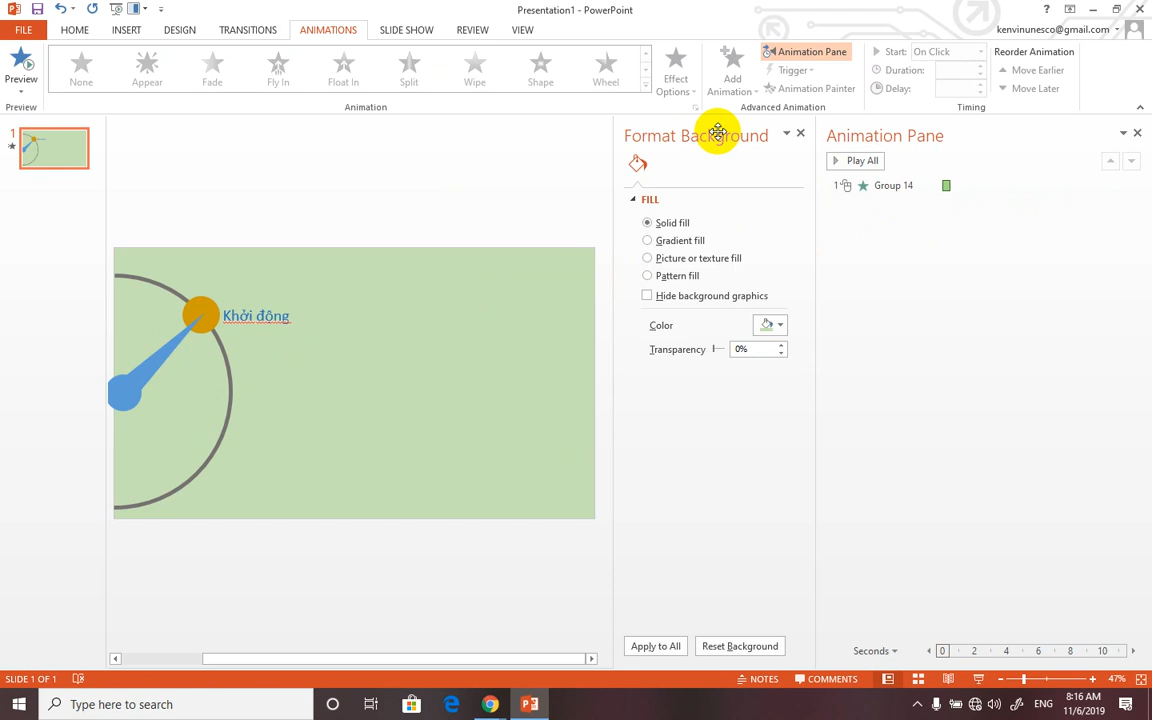 Presentation1 - PowerPoint
kenvinunesco@gmail.com
FILE HOME INSERT DESIGN TRANSITIONS ANIMATIONS SLIDE SHOW REVIEW VIEW
Preview
Preview
None Appear Fade Fly In Float In Split Wipe Shape Wheel
Animation
Effect Options
Add Animation
Animation Pane
Trigger
Animation Painter
Advanced Animation
Start: On Click
Duration:
Delay:
Reorder Animation
Move Earlier
Move Later
Timing
1
Khởi động
Format Background
FILL
Solid fill
Gradient fill
Picture or texture fill
Pattern fill
Hide background graphics
Color
Transparency 0%
Apply to All Reset Background
Animation Pane
Play All
1 Group 14
Seconds 0 2 4 6 8 10
SLIDE 1 OF 1 NOTES COMMENTS 47%
Type here to search
ENG
8:16 AM
11/6/2019